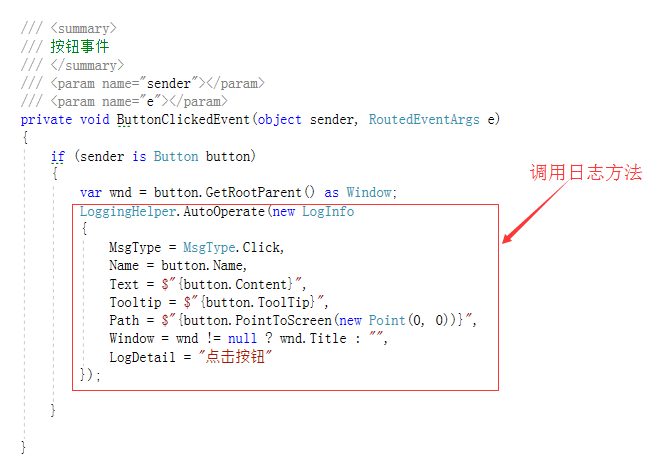 /// <summary>
/// 按钮事件
/// </summary>
/// <param name="sender"></param>
/// <param name="e"></param>
private void ButtonClickedEvent(object sender, RoutedEventArgs e)
{
    if (sender is Button button)
    {
        var wnd = button.GetRootParent() as Window;
        LoggingHelper.AutoOperate(new LogInfo
        {
            MsgType = MsgType.Click,
            Name = button.Name,
            Text = $"{button.Content}",
            Tooltip = $"{button.ToolTip}",
            Path = $"{button.PointToScreen(new Point(0, 0))}",
            Window = wnd != null ? wnd.Title : "",
            LogDetail = "点击按钮"
        });
    }
}
调用日志方法